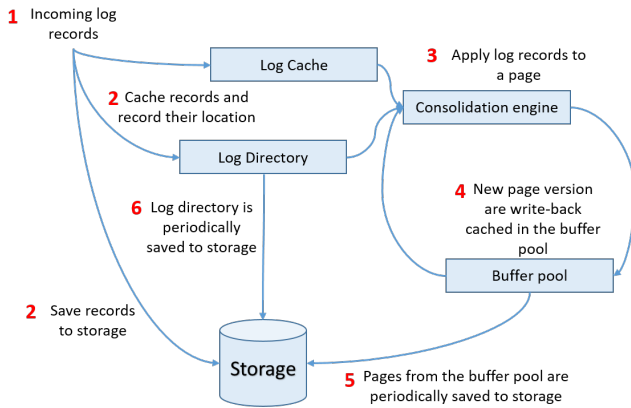 1 Incoming log
records
Log Cache
3 Apply log records to
a page
Consolidation engine
2 Cache records and
record their location
Log Directory
4 New page version
are write-back
cached in the buffer
pool
6 Log directory is
periodically
saved to storage
Buffer pool
2 Save records
to storage
Storage
5 Pages from the buffer pool are
periodically saved to storage